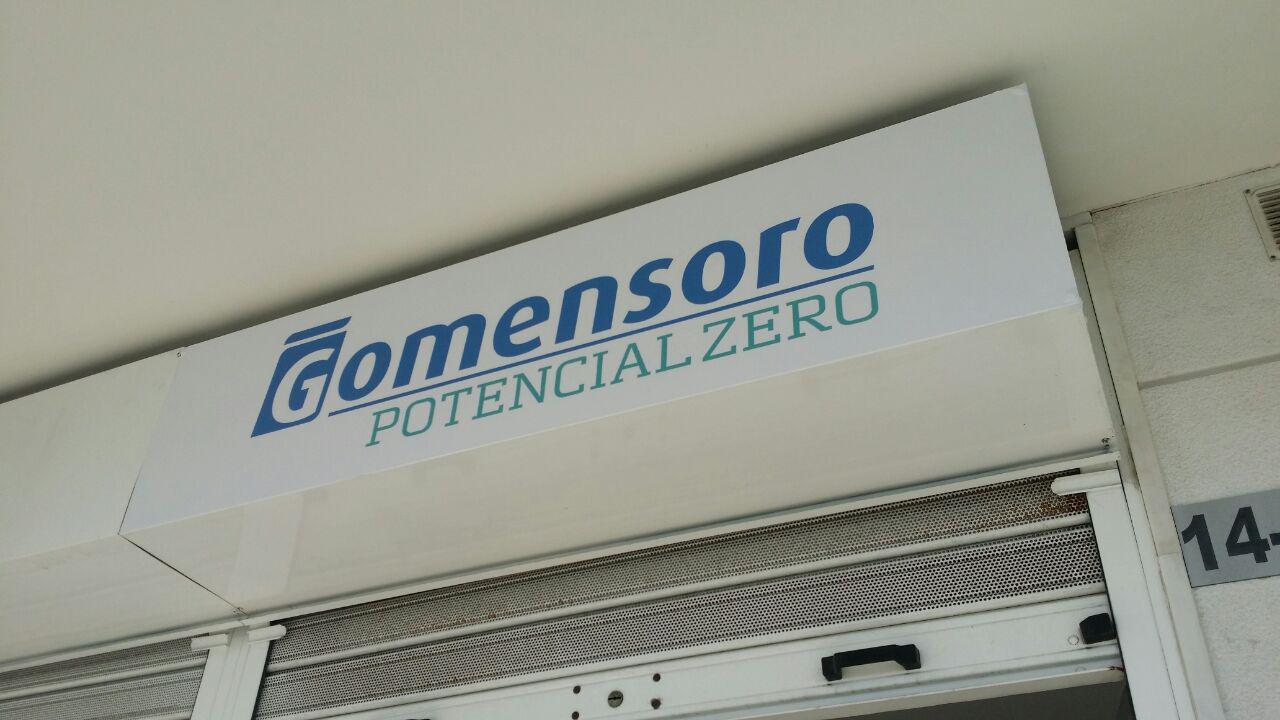 Gomensoro
POTENCIAL ZERO
14-